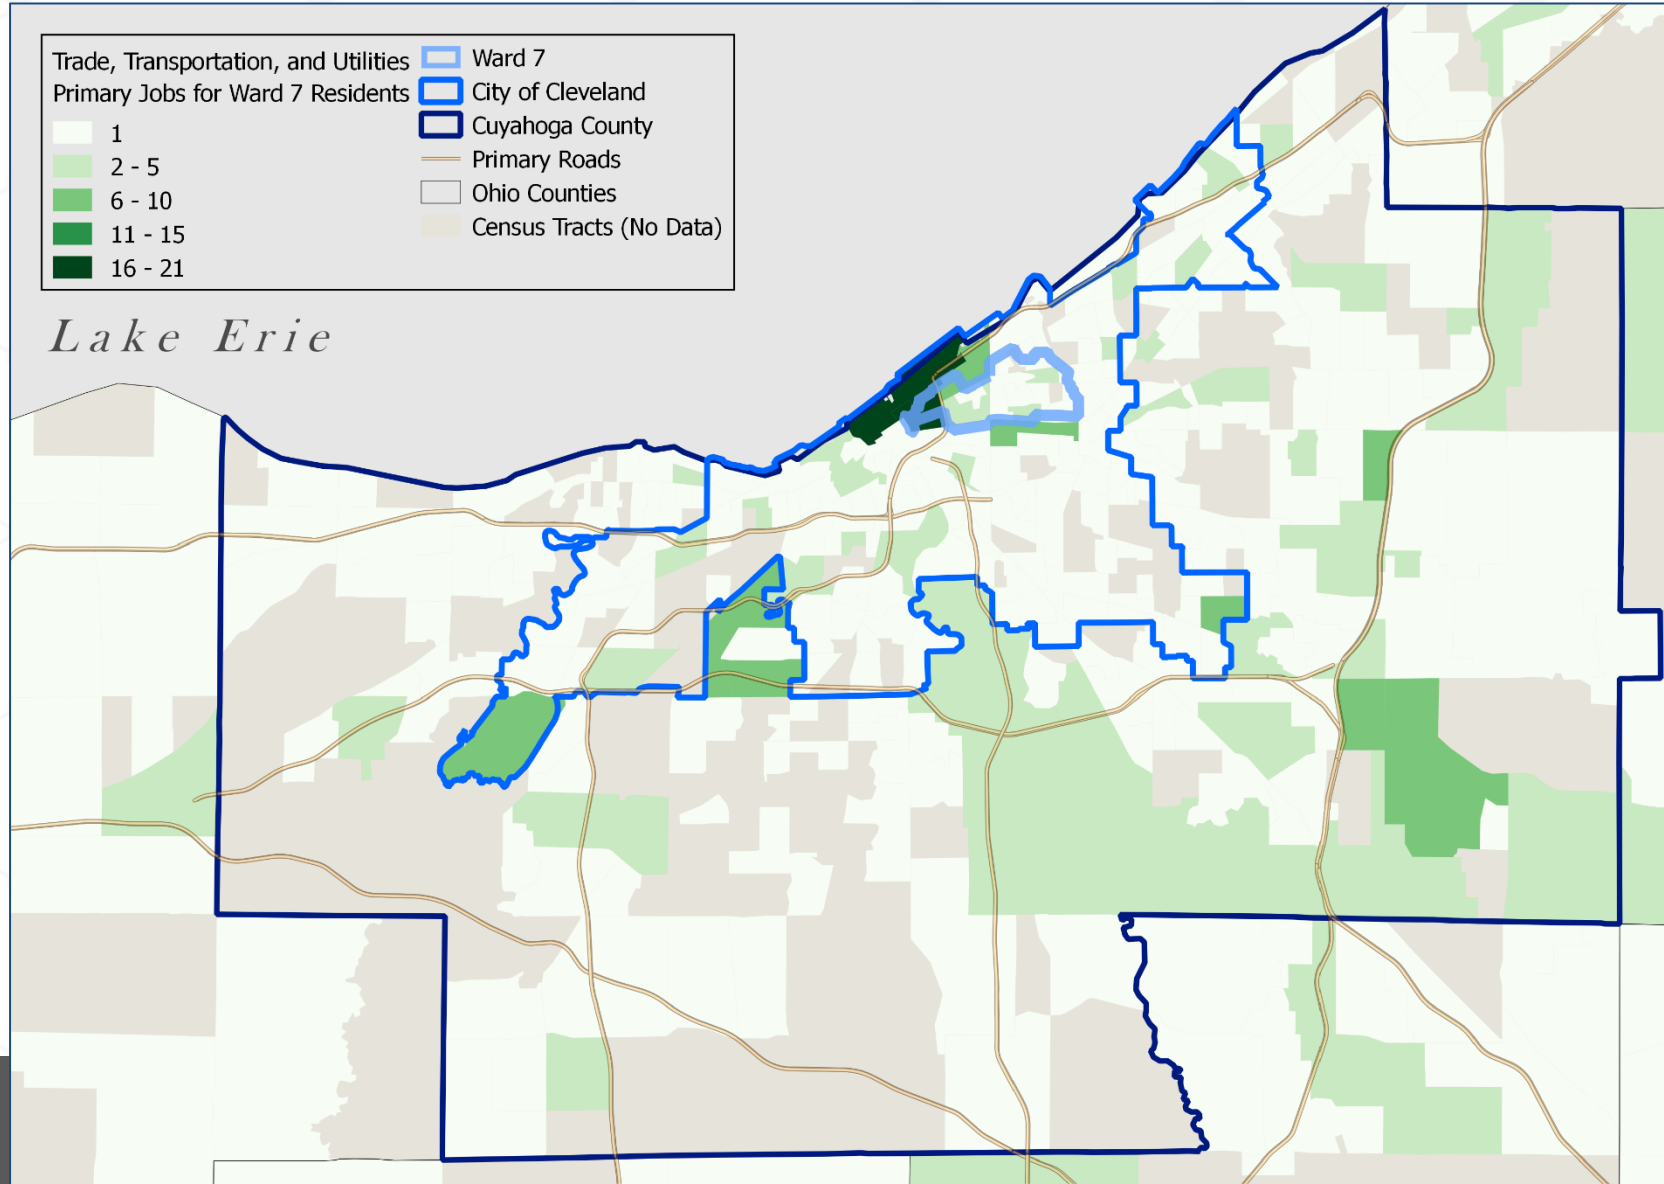 Trade, Transportation, and Utilities
Primary Jobs for Ward 7 Residents
1
2 - 5
6 - 10
11 - 15
16 - 21
Ward 7
City of Cleveland
Cuyahoga County
Primary Roads
Ohio Counties
Census Tracts (No Data)
Lake Erie